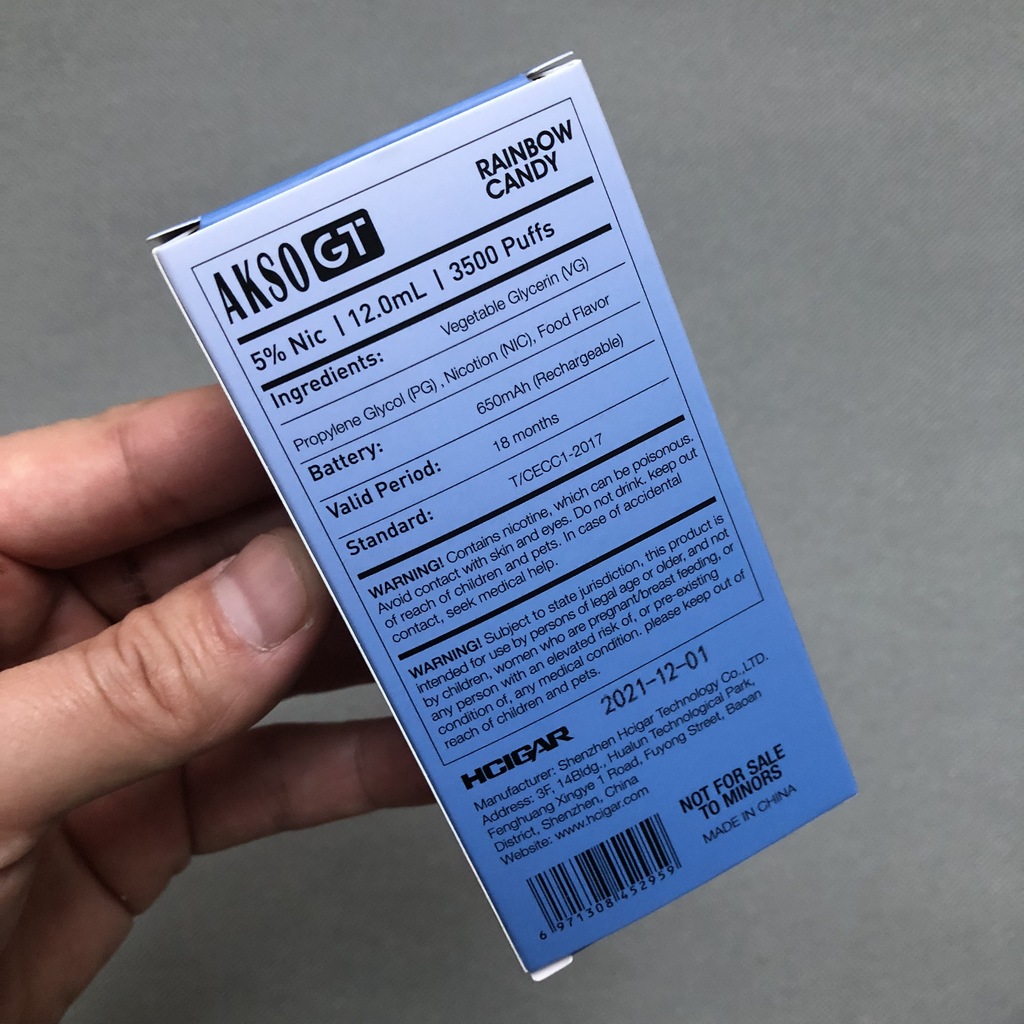 RAINBOW
CANDY
AKSO GT
5% Nic | 12.0mL | 3500 Puffs
Ingredients: Vegetable Glycerin (VG)
Propylene Glycol (PG) , Nicotion (NIC), Food Flavor
Battery: 650mAh (Rechargeable)
Valid Period: 18 months
Standard: T/CECC1-2017
WARNING! Contains nicotine, which can be poisonous.
Avoid contact with skin and eyes. Do not drink. keep out
of reach of children and pets. In case of accidental
contact, seek medical help.
WARNING! Subject to state jurisdiction, this product is
intended for use by persons of legal age or older, and not
by children, women who are pregnant/breast feeding, or
any person with an elevated risk of, or pre-existing
condition of, any medical condition. please keep out of
reach of children and pets.
2021-12-01
HCIGAR
Manufacturer: Shenzhen Hcigar Technology Co.,LTD.
Address: 3F, 14Bldg., Hualun Technological Park,
Fenghuang Xingye 1 Road, Fuyong Street, Baoan
District, Shenzhen, China
Website: www.hcigar.com
NOT FOR SALE
TO MINORS
MADE IN CHINA
6 971308 452959